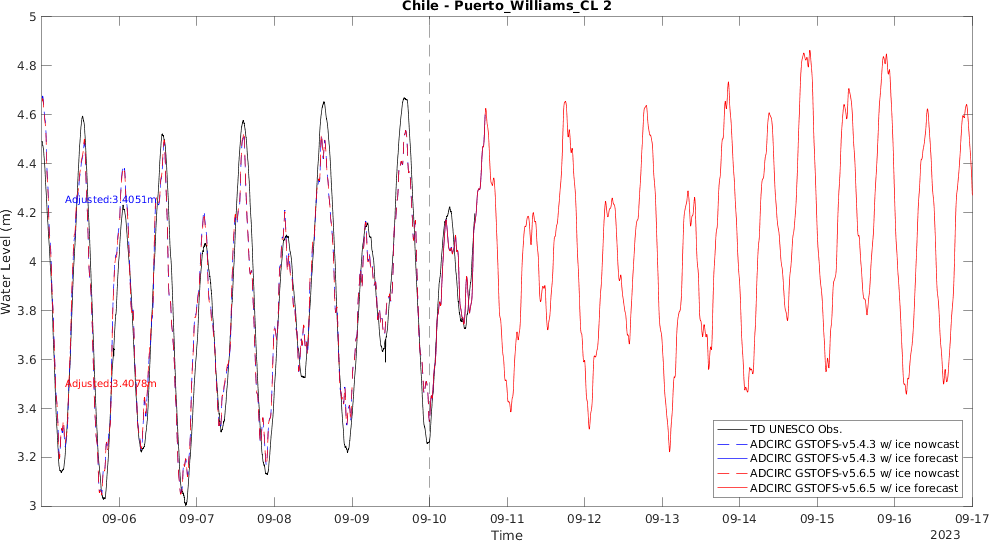 Chile - Puerto_Williams_CL 2
5
4.8
4.6
4.4
4.2
4
3.8
3.6
3.4
3.2
3
Water Level (m)
Adjusted:3.4051m
Adjusted:3.4078m
TD UNESCO Obs.
ADCIRC GSTOFS-v5.4.3 w/ ice nowcast
ADCIRC GSTOFS-v5.4.3 w/ ice forecast
ADCIRC GSTOFS-v5.6.5 w/ ice nowcast
ADCIRC GSTOFS-v5.6.5 w/ ice forecast
09-06 09-07 09-08 09-09 09-10 09-11 09-12 09-13 09-14 09-15 09-16 09-17
Time
2023